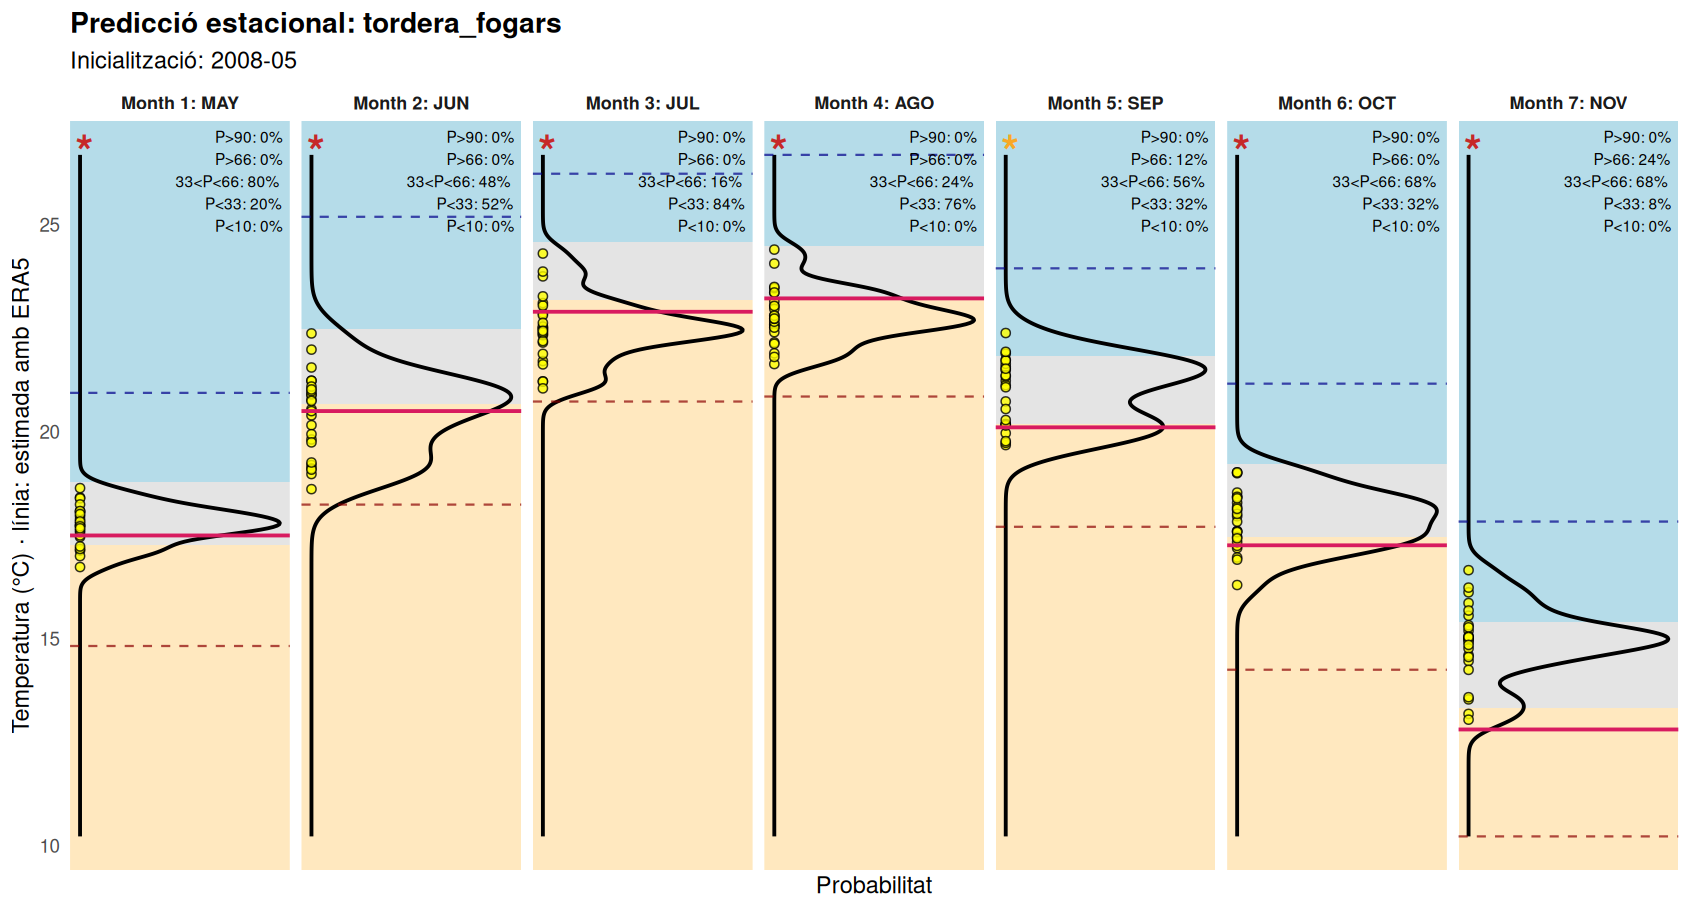 Predicció estacional: tordera_fogars
Inicialització: 2008-05
Month 1: MAY
Month 2: JUN
Month 3: JUL
Month 4: AGO
Month 5: SEP
Month 6: OCT
Month 7: NOV
*
P>90: 0%
P>66: 0%
33<P<66: 80%
P<33: 20%
P<10: 0%
*
P>90: 0%
P>66: 0%
33<P<66: 48%
P<33: 52%
P<10: 0%
*
P>90: 0%
P>66: 0%
33<P<66: 16%
P<33: 84%
P<10: 0%
*
P>90: 0%
P>66: 0%
33<P<66: 24%
P<33: 76%
P<10: 0%
*
P>90: 0%
P>66: 12%
33<P<66: 56%
P<33: 32%
P<10: 0%
*
P>90: 0%
P>66: 0%
33<P<66: 68%
P<33: 32%
P<10: 0%
*
P>90: 0%
P>66: 24%
33<P<66: 68%
P<33: 8%
P<10: 0%
25
20
15
10
Temperatura (°C) · línia: estimada amb ERA5
Probabilitat